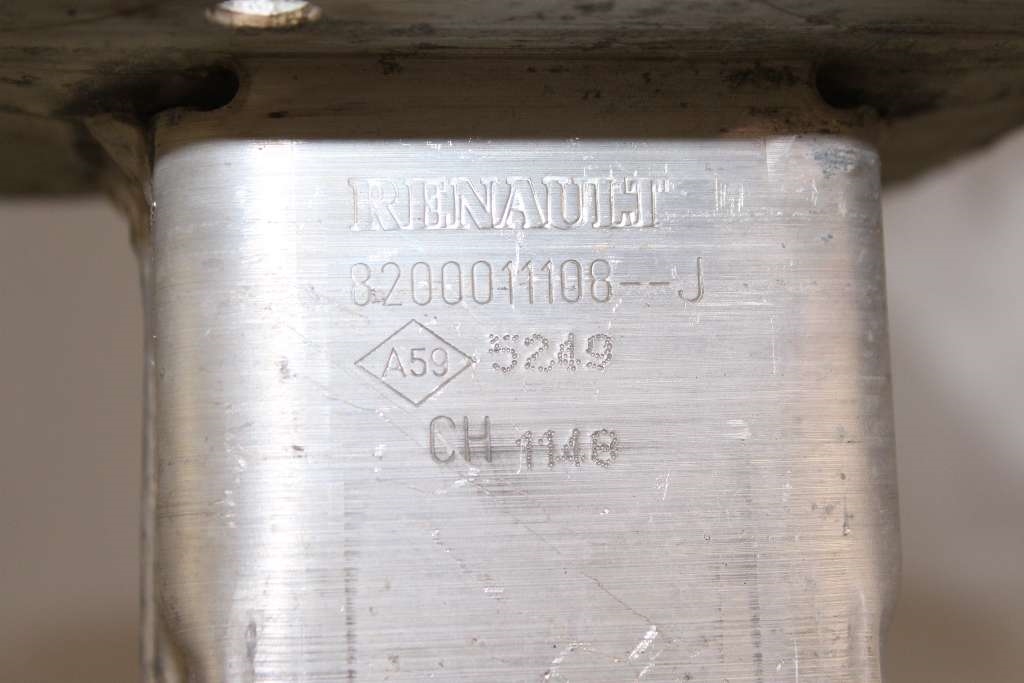 RENAULT
8200011108--J
A59 5249
CH 1148